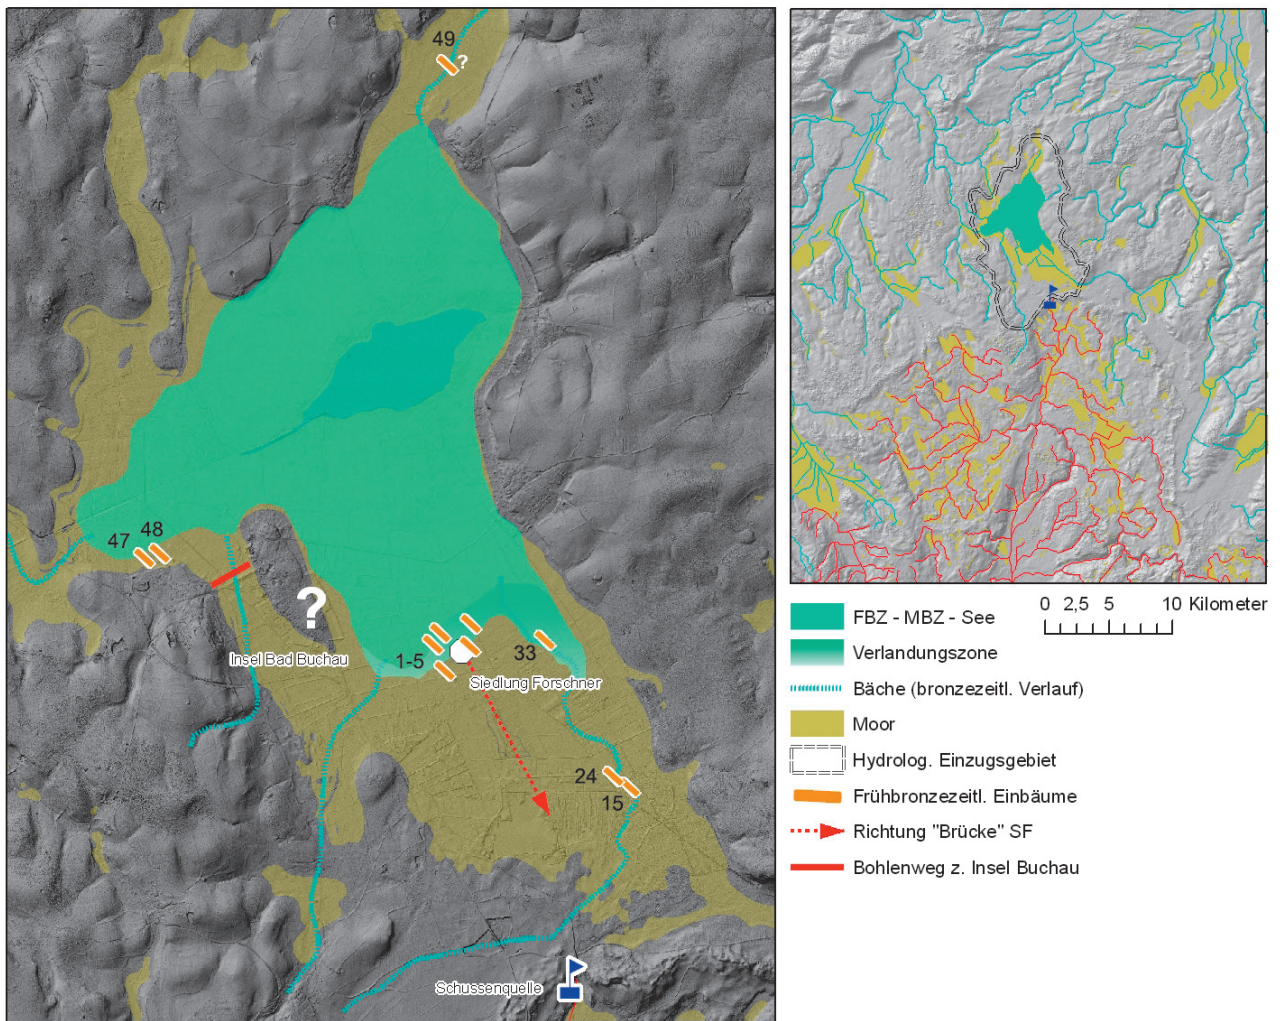 49
?
47
48
?
Insel Bad Buchau
1-5
33
Siedlung Forschner
24
15
Schussenquelle
0 2,5 5 10 Kilometer
FBZ - MBZ - See
Verlandungszone
Bäche (bronzezeitl. Verlauf)
Moor
Hydrolog. Einzugsgebiet
Frühbronzezeitl. Einbäume
Richtung "Brücke" SF
Bohlenweg z. Insel Buchau